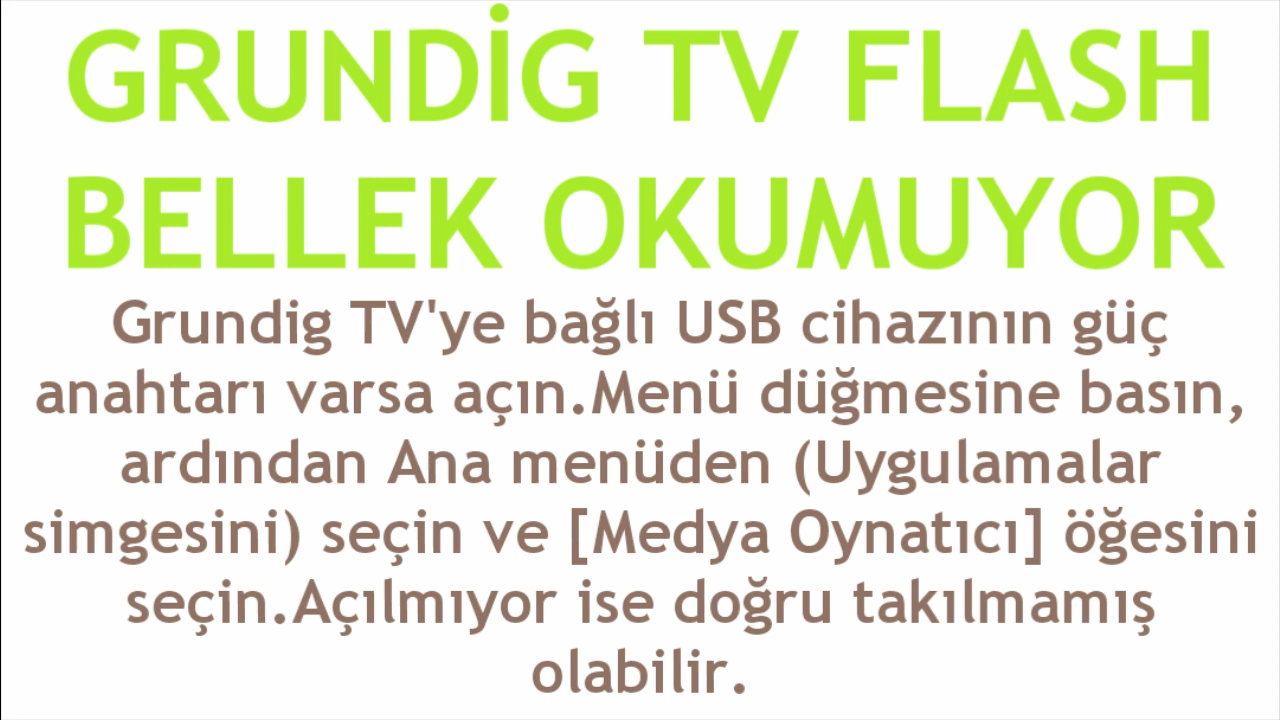 GRUNDİG TV FLASH
BELLEK OKUMUYOR
Grundig TV'ye bağlı USB cihazının güç
anahtarı varsa açın.Menü düğmesine basın,
ardından Ana menüden (Uygulamalar
simgesini) seçin ve [Medya Oynatıcı] öğesini
seçin.Açılmıyor ise doğru takılmamış
olabilir.